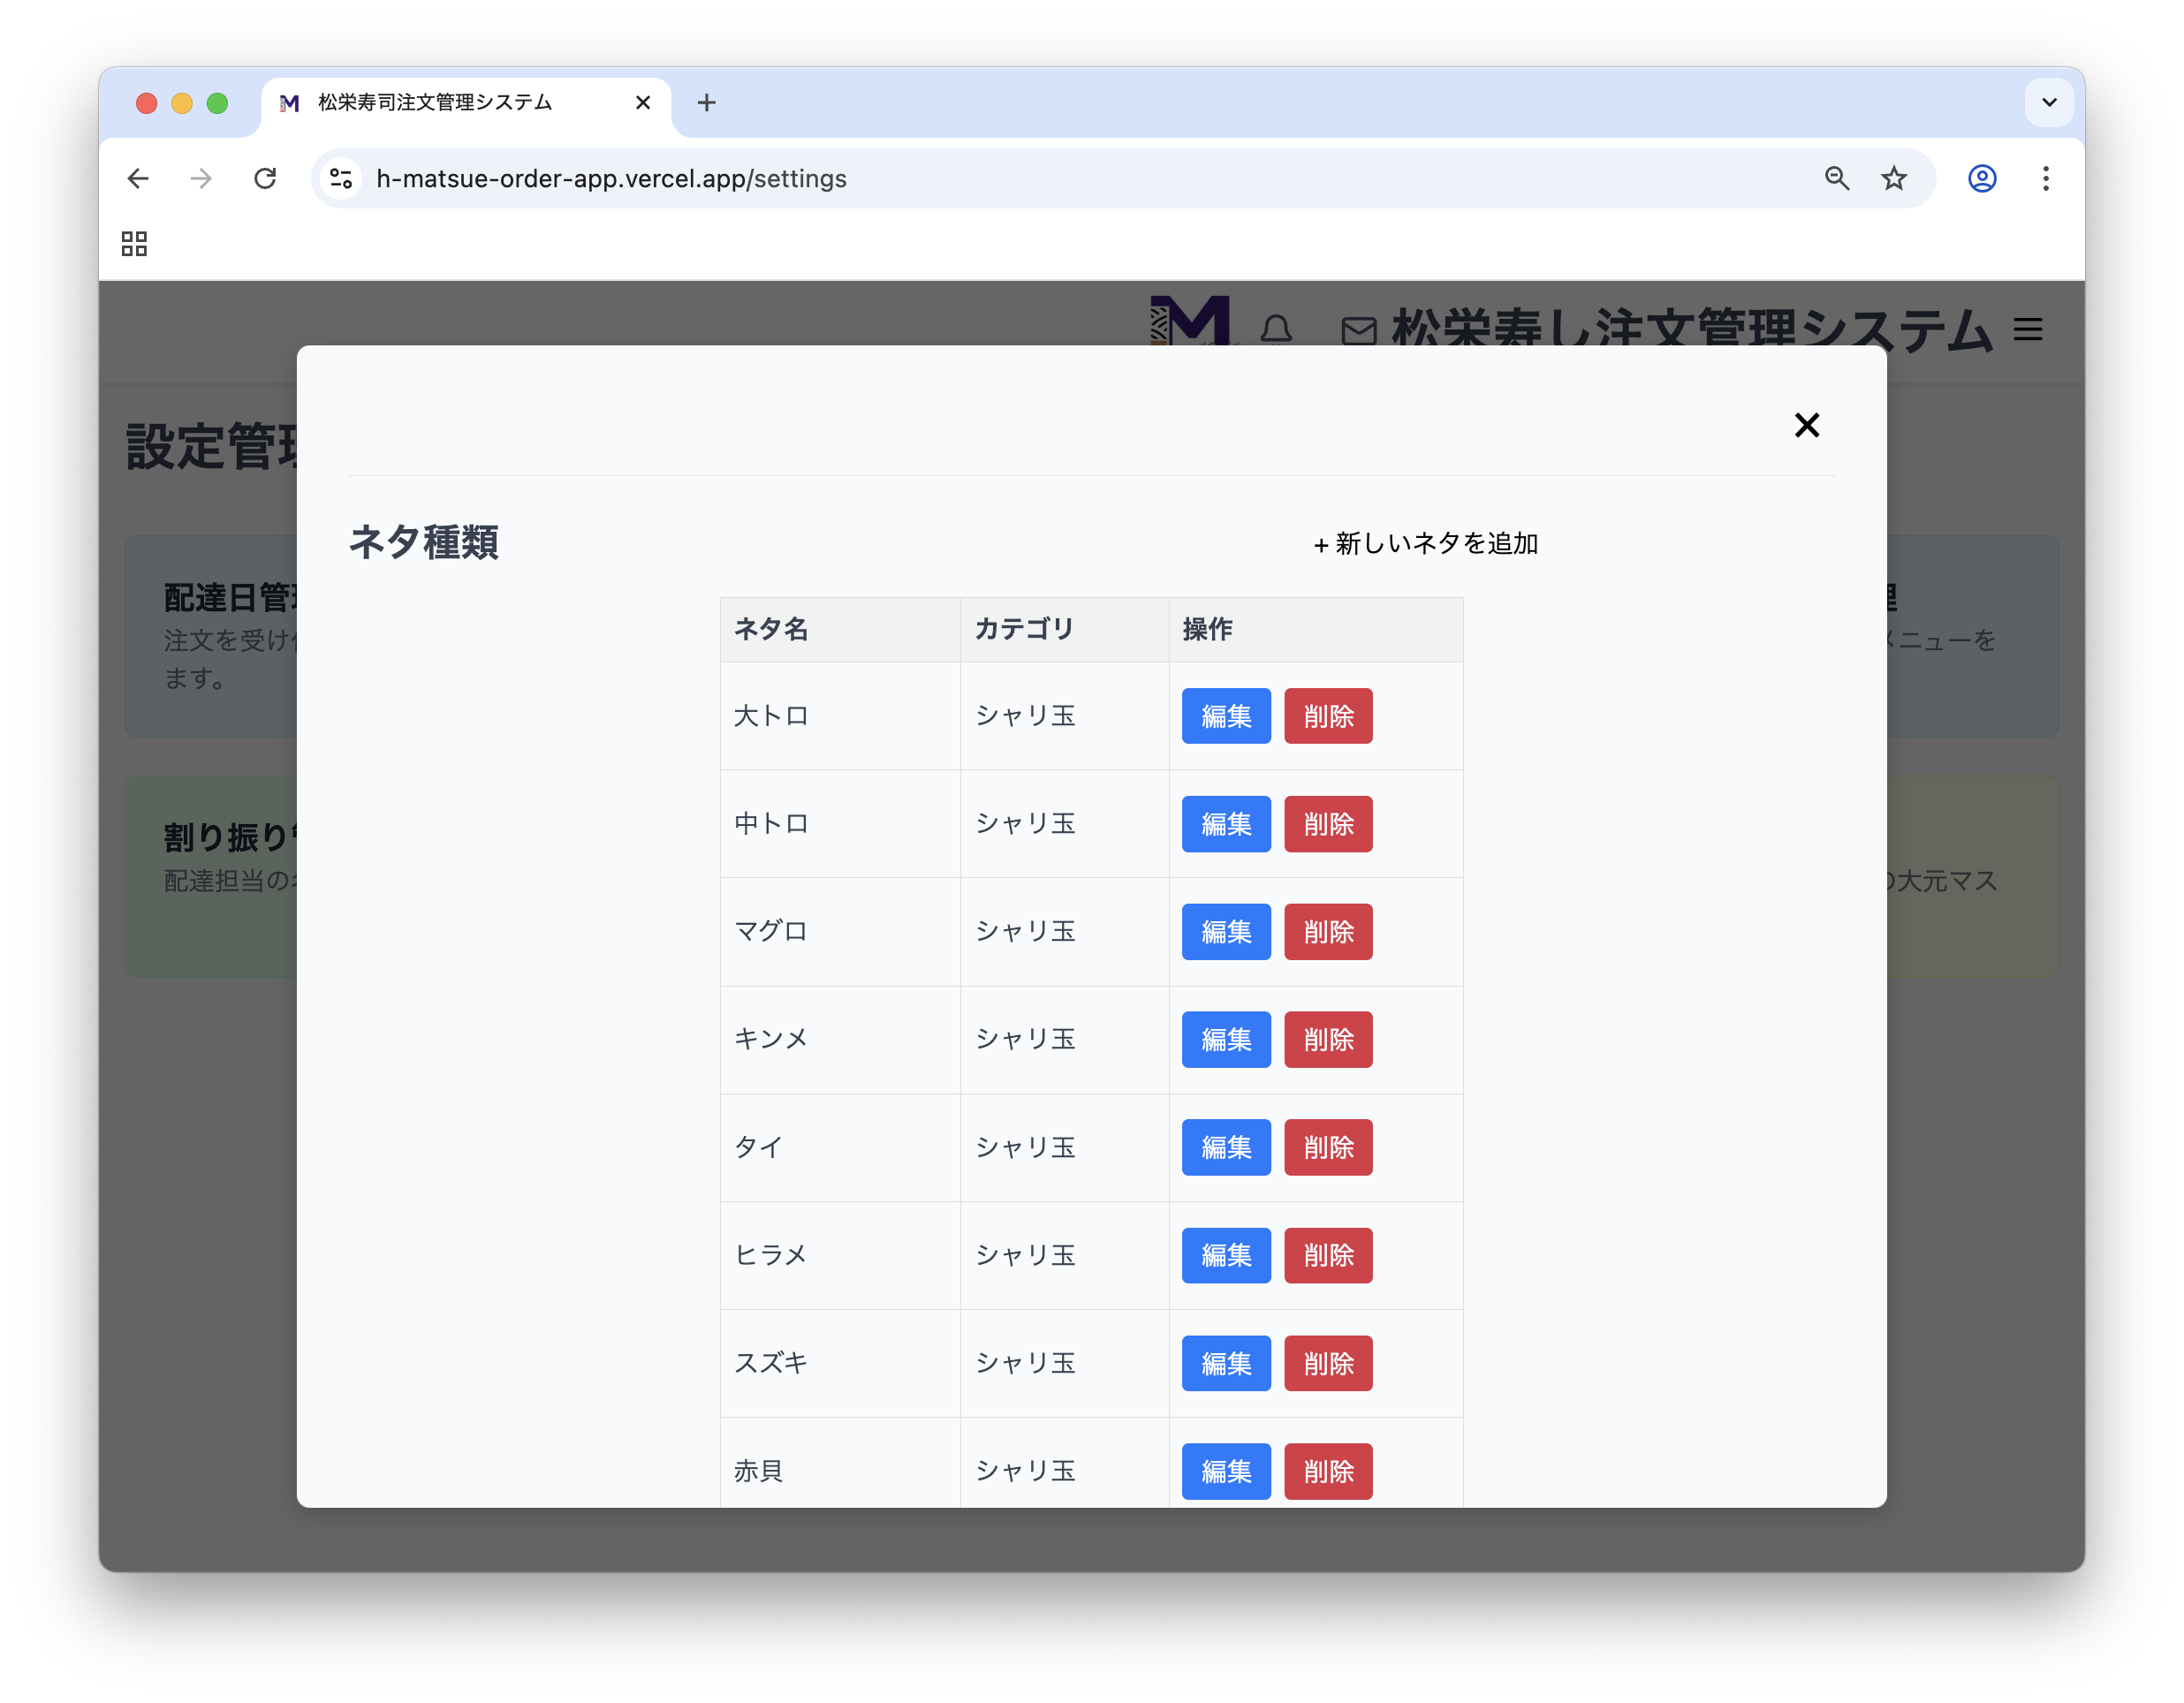 松栄寿司注文管理システム
h-matsue-order-app.vercel.app/settings
松栄寿し注文管理システム
設定管理
配達日管理
注文を受け付
ます。
理
メニューを
割り振り
配達担当の
の大元マス
ネタ種類
+ 新しいネタを追加
ネタ名 カテゴリ 操作
大トロ シャリ玉 編集 削除
中トロ シャリ玉 編集 削除
マグロ シャリ玉 編集 削除
キンメ シャリ玉 編集 削除
タイ シャリ玉 編集 削除
ヒラメ シャリ玉 編集 削除
スズキ シャリ玉 編集 削除
赤貝 シャリ玉 編集 削除